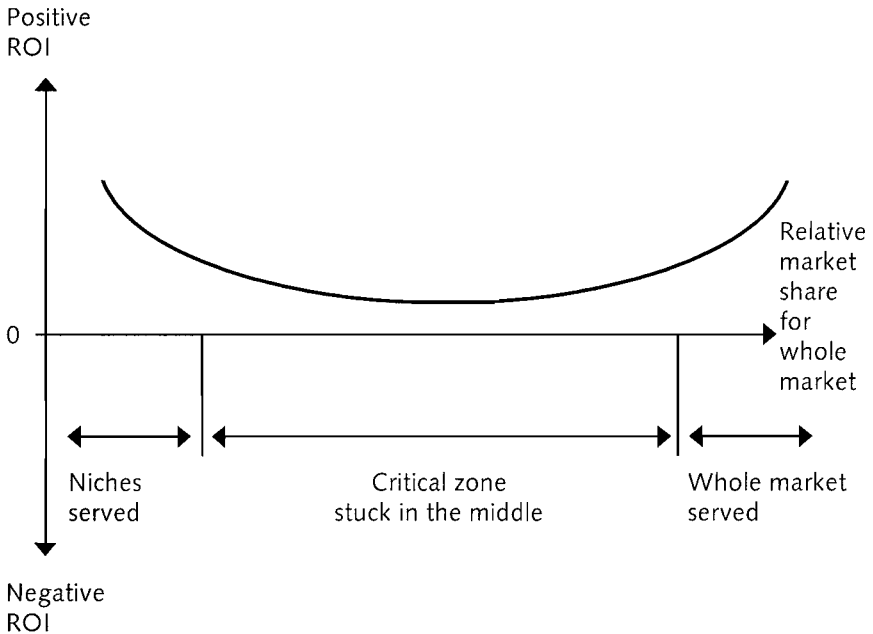 Positive
ROI
Relative
market
share
for
whole
market
0
Niches
served
Critical zone
stuck in the middle
Whole market
served
Negative
ROI